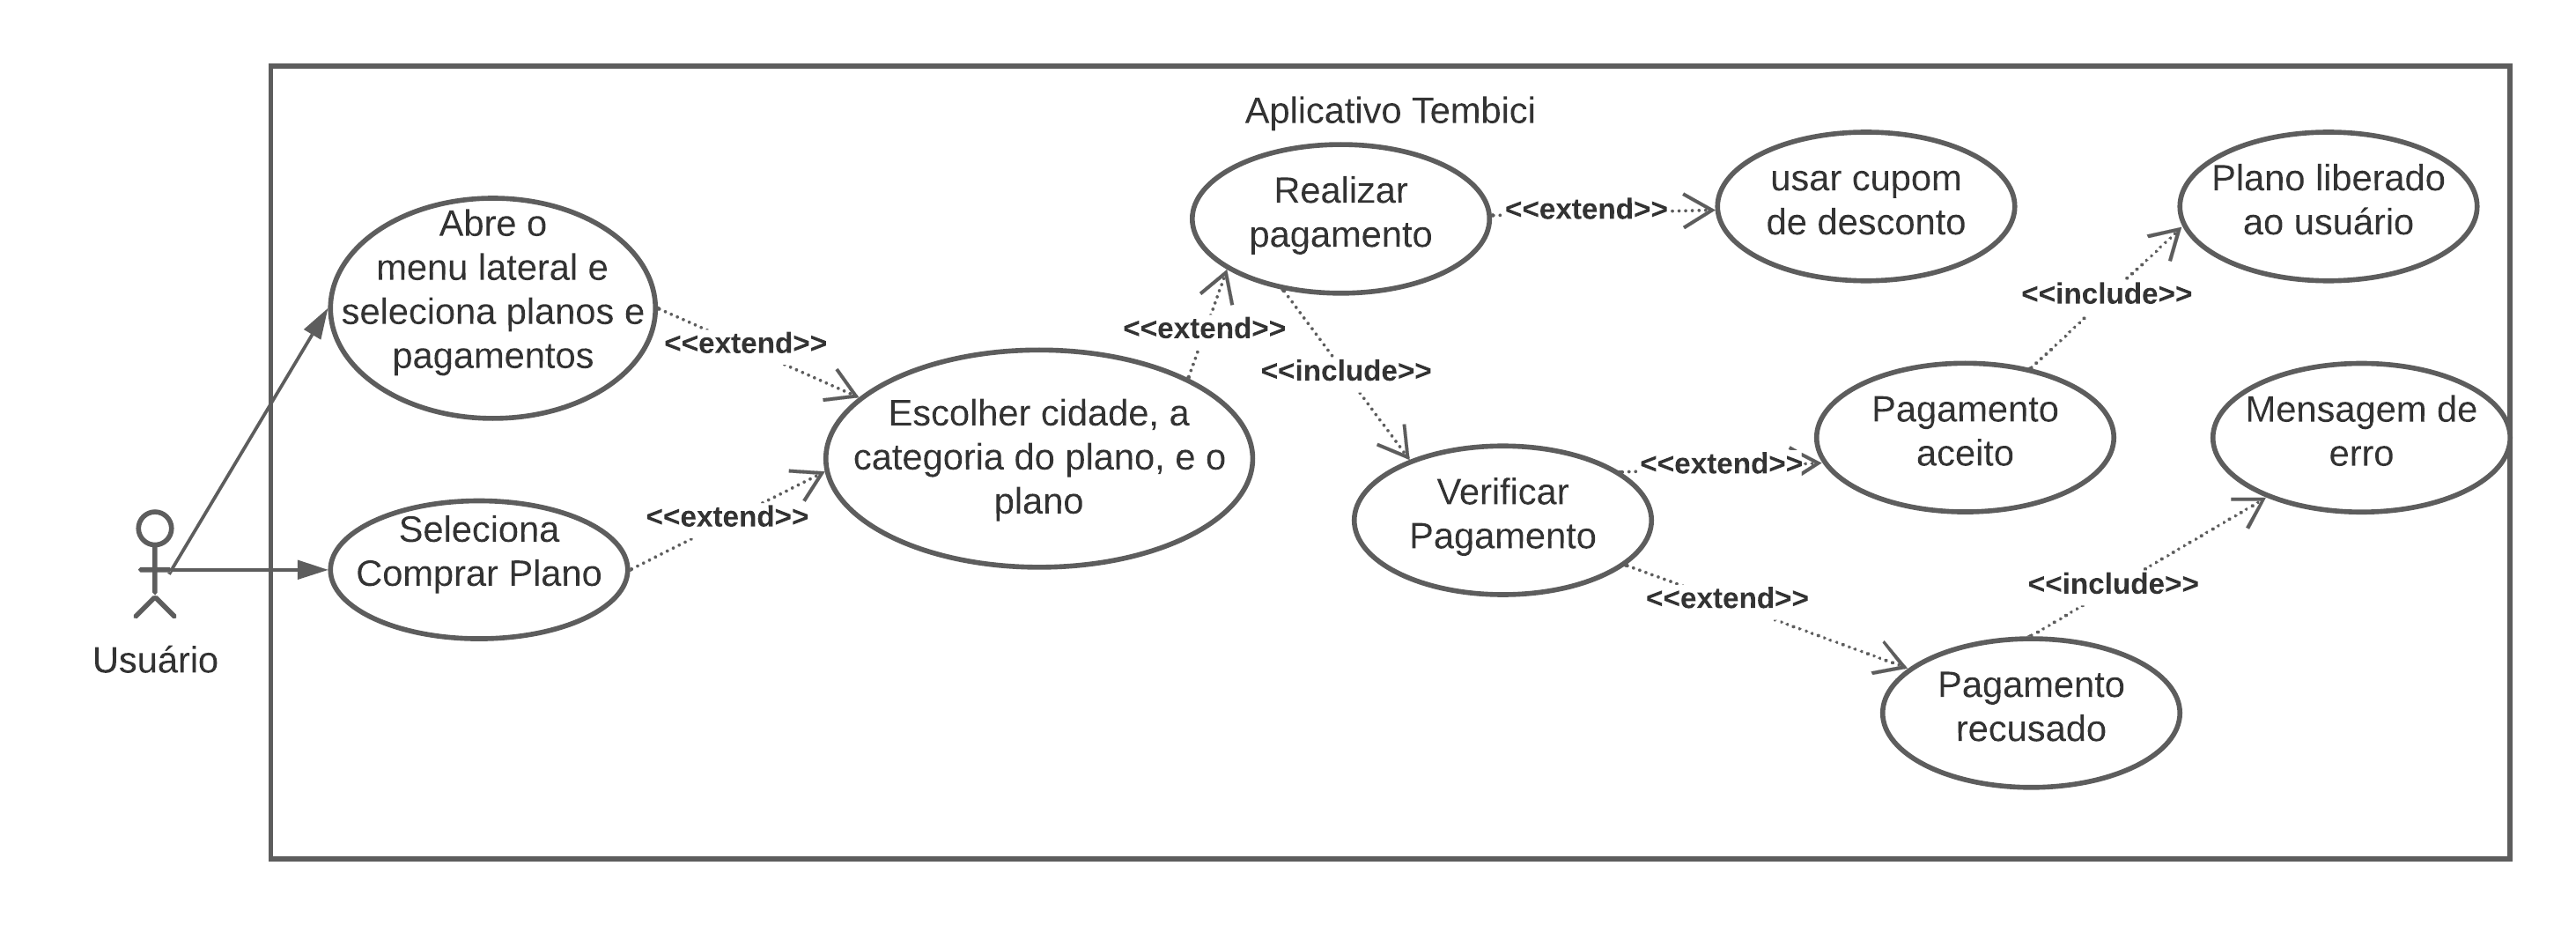 Aplicativo Tembici
Abre o
menu lateral e
seleciona planos e
pagamentos
<<extend>>
Seleciona
Comprar Plano
<<extend>>
Usuário
Escolher cidade, a
categoria do plano, e o
plano
<<extend>>
Realizar
pagamento
<<extend>>
usar cupom
de desconto
<<include>>
Verificar
Pagamento
<<extend>>
Pagamento
aceito
<<include>>
Plano liberado
ao usuário
<<extend>>
Pagamento
recusado
<<include>>
Mensagem de
erro